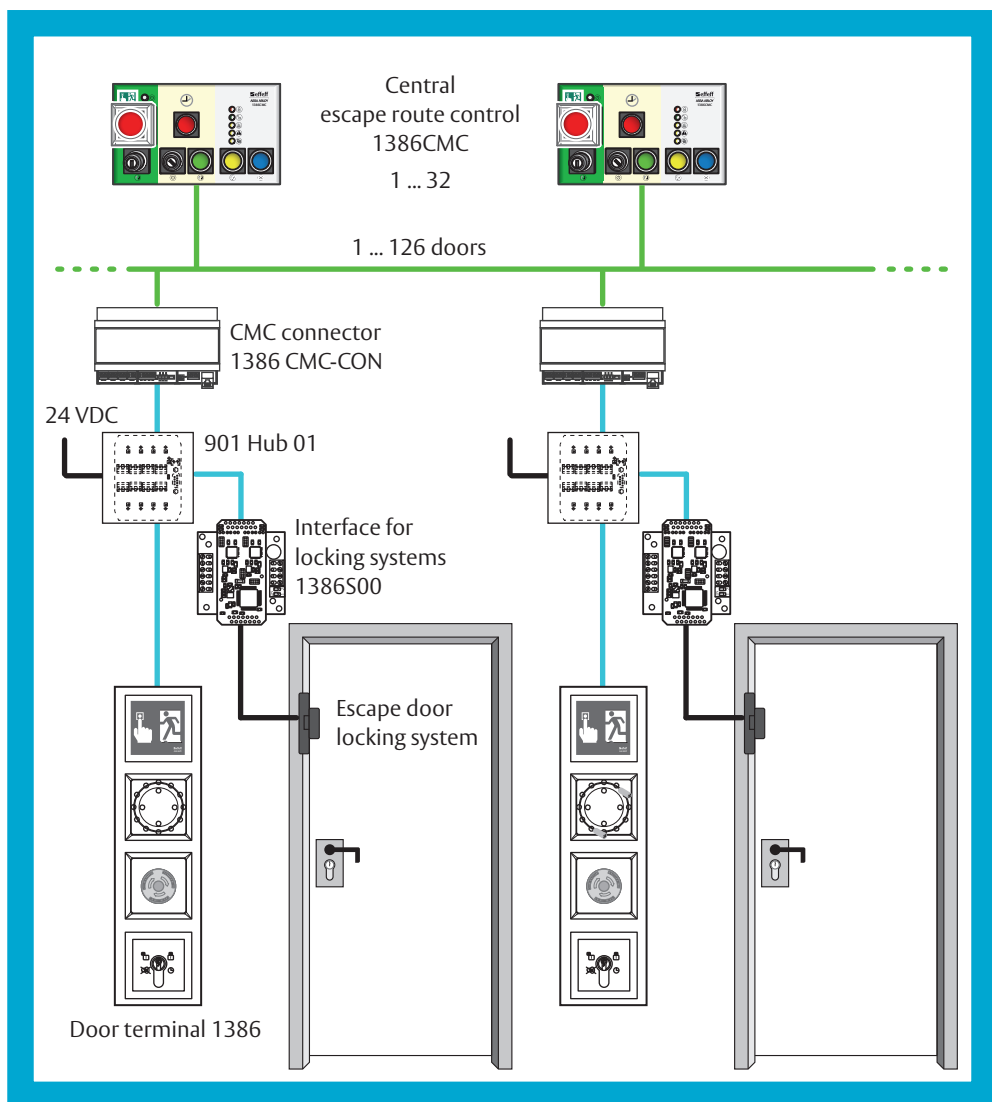 Central
escape route control
1386CMC
1 ... 32
1 ... 126 doors
CMC connector
1386 CMC-CON
24 VDC
901 Hub 01
Interface for
locking systems
1386S00
Escape door
locking system
Door terminal 1386